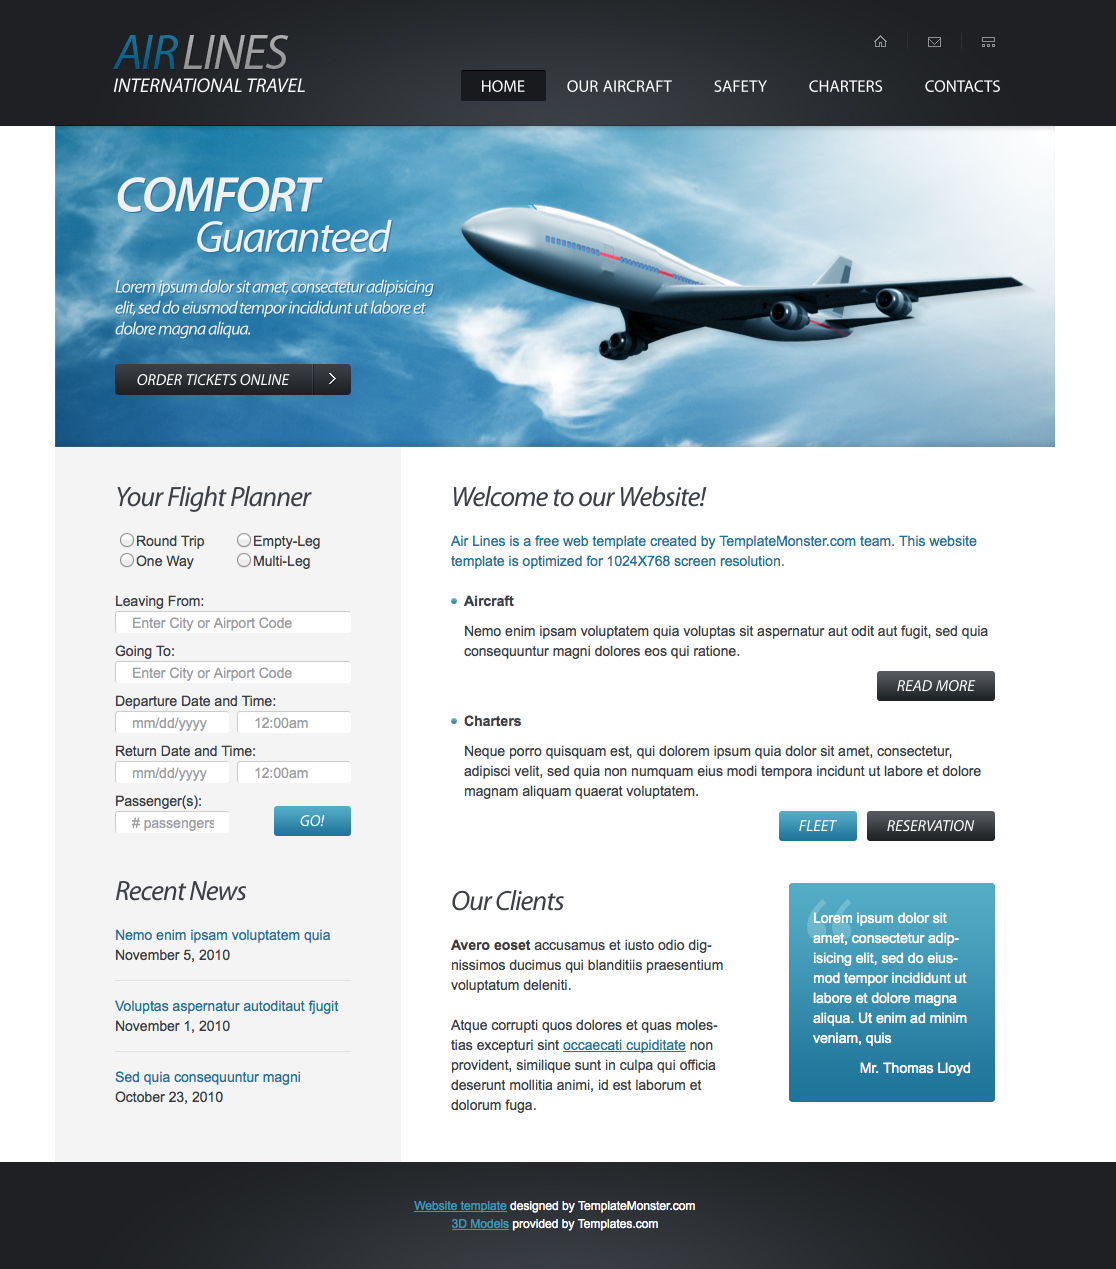 AIR LINES
INTERNATIONAL TRAVEL
HOME
OUR AIRCRAFT
SAFETY
CHARTERS
CONTACTS
COMFORT
Guaranteed
Lorem ipsum dolor sit amet, consectetur adipisicing
elit, sed do eiusmod tempor incididunt ut labore et
dolore magna aliqua.
ORDER TICKETS ONLINE
Your Flight Planner
Round Trip
Empty-Leg
One Way
Multi-Leg
Leaving From:
Enter City or Airport Code
Going To:
Enter City or Airport Code
Departure Date and Time:
mm/dd/yyyy
12:00am
Return Date and Time:
mm/dd/yyyy
12:00am
Passenger(s):
# passengers
GO!
Recent News
Nemo enim ipsam voluptatem quia
November 5, 2010
Voluptas aspernatur autoditaut fjugit
November 1, 2010
Sed quia consequuntur magni
October 23, 2010
Welcome to our Website!
Air Lines is a free web template created by TemplateMonster.com team. This website
template is optimized for 1024X768 screen resolution.
Aircraft
Nemo enim ipsam voluptatem quia voluptas sit aspernatur aut odit aut fugit, sed quia
consequuntur magni dolores eos qui ratione.
READ MORE
Charters
Neque porro quisquam est, qui dolorem ipsum quia dolor sit amet, consectetur,
adipisci velit, sed quia non numquam eius modi tempora incidunt ut labore et dolore
magnam aliquam quaerat voluptatem.
FLEET
RESERVATION
Our Clients
Avero eoset accusamus et iusto odio dig-
nissimos ducimus qui blanditiis praesentium
voluptatum deleniti.
Atque corrupti quos dolores et quas moles-
tias excepturi sint occaecati cupiditate non
provident, similique sunt in culpa qui officia
deserunt mollitia animi, id est laborum et
dolorum fuga.
Lorem ipsum dolor sit
amet, consectetur adip-
isicing elit, sed do eius-
mod tempor incididunt ut
labore et dolore magna
aliqua. Ut enim ad minim
veniam, quis
Mr. Thomas Lloyd
Website template designed by TemplateMonster.com
3D Models provided by Templates.com